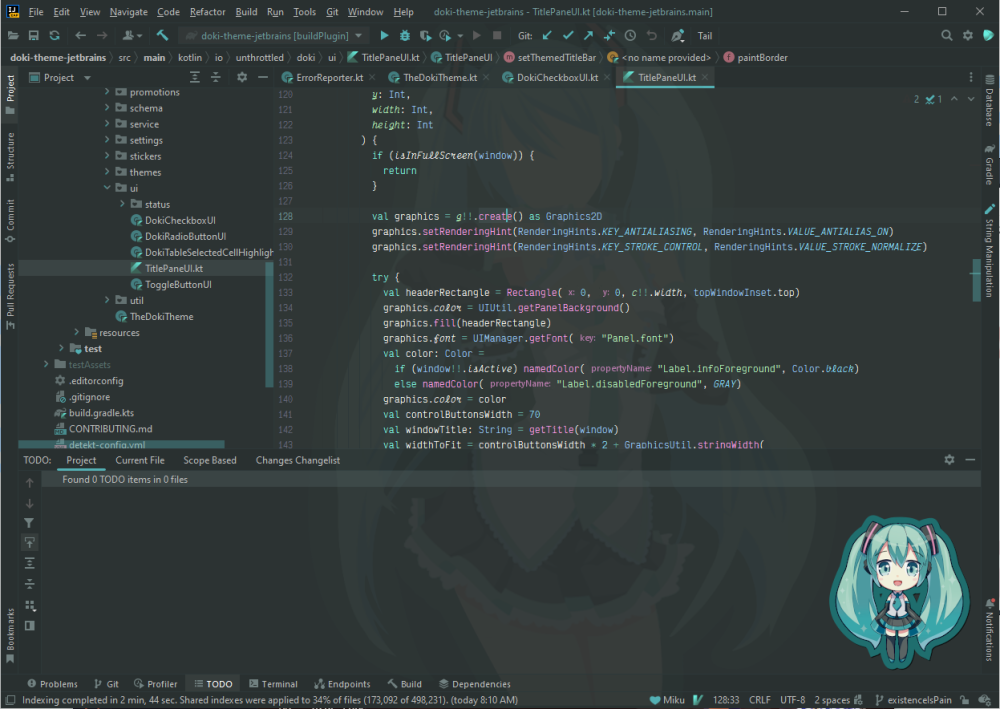 File Edit View Navigate Code Refactor Build Run Tools Git Window Help doki-theme-jetbrains - TitlePaneUI.kt [doki-theme-jetbrains.main]
doki-theme-jetbrains [buildPlugin] Git: Tail
doki-theme-jetbrains src main kotlin io unthrottled doki ui TitlePaneUI.kt TitlePaneUI setThemedTitleBar <no name provided> paintBorder
Project
ErrorReporter.kt TheDokiTheme.kt DokiCheckboxUI.kt TitlePaneUI.kt
Project
Structure
Commit
Pull Requests
Bookmarks
promotions
schema
service
settings
stickers
themes
ui
status
DokiCheckboxUI
DokiRadioButtonUI
DokiTableSelectedCellHighligh
TitlePaneUI.kt
ToggleButtonUI
util
TheDokiTheme
resources
test
testAssets
.editorconfig
.gitignore
build.gradle.kts
CONTRIBUTING.md
detekt-config.yml
2 1
120 y: Int,
121 width: Int,
122 height: Int
123 ) {
124 if (isInFullScreen(window)) {
125 return
126 }
127
128 val graphics = g!!.create() as Graphics2D
129 graphics.setRenderingHint(RenderingHints.KEY_ANTIALIASING, RenderingHints.VALUE_ANTIALIAS_ON)
130 graphics.setRenderingHint(RenderingHints.KEY_STROKE_CONTROL, RenderingHints.VALUE_STROKE_NORMALIZE)
131
132 try {
133 val headerRectangle = Rectangle( x: 0, y: 0, c!!.width, topWindowInset.top)
134 graphics.color = UIUtil.getPanelBackground()
135 graphics.fill(headerRectangle)
136 graphics.font = UIManager.getFont( key: "Panel.font")
137 val color: Color =
138 if (window!!.isActive) namedColor( propertyName: "Label.infoForeground", Color.black)
139 else namedColor( propertyName: "Label.disabledForeground", GRAY)
140 graphics.color = color
141 val controlButtonsWidth = 70
142 val windowTitle: String = getTitle(window)
143 val widthToFit = controlButtonsWidth * 2 + GraphicsUtil.stringWidth(
Database
Gradle
String Manipulation
Notifications
TODO: Project Current File Scope Based Changes Changelist
Found 0 TODO items in 0 files
Problems Git Profiler TODO Terminal Endpoints Build Dependencies
Indexing completed in 2 min, 44 sec. Shared indexes were applied to 34% of files (173,092 of 498,231). (today 8:10 AM) Miku 128:33 CRLF UTF-8 2 spaces existenceIsPain